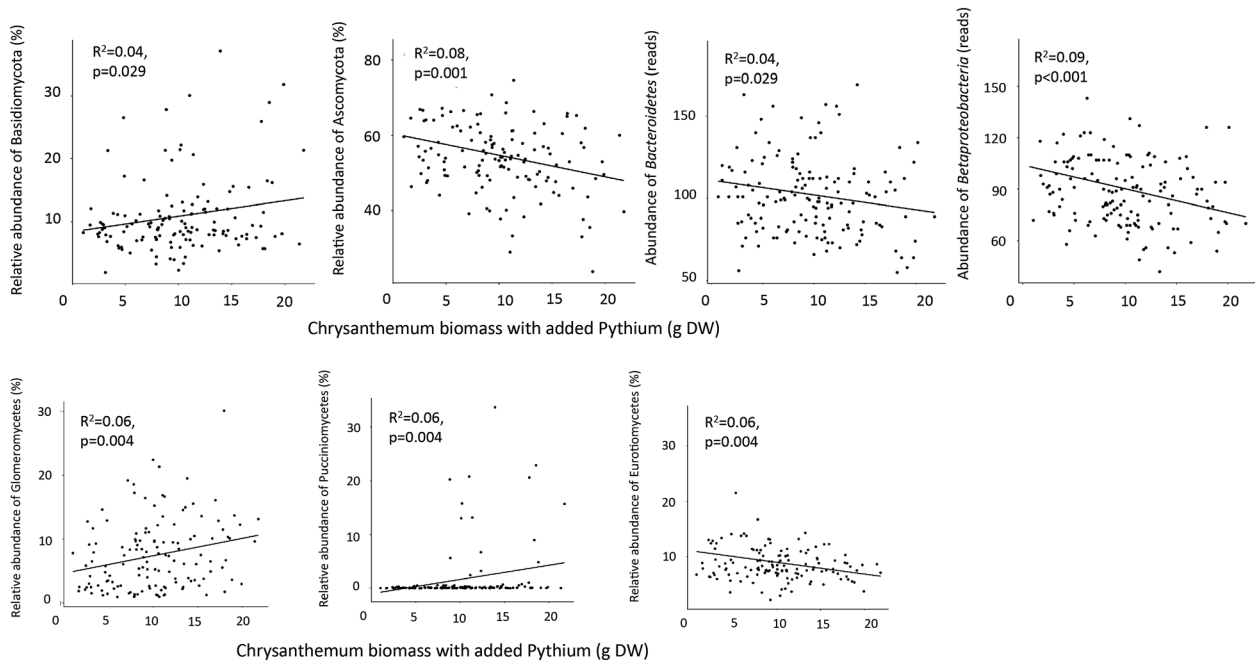 Relative abundance of Basidiomycota (%)
R²=0.04,
p=0.029
30
20
10
0
5
10
15
20
Relative abundance of Ascomycota (%)
R²=0.08,
p=0.001
80
60
40
0
5
10
15
20
Abundance of Bacteroidetes (reads)
R²=0.04,
p=0.029
150
100
50
0
5
10
15
20
Abundance of Betaproteobacteria (reads)
R²=0.09,
p<0.001
150
120
90
60
0
5
10
15
20
Chrysanthemum biomass with added Pythium (g DW)
Relative abundance of Glomeromycetes (%)
R²=0.06,
p=0.004
30
20
10
0
0
5
10
15
20
Relative abundance of Pucciniomycetes (%)
R²=0.06,
p=0.004
30
20
10
0
0
5
10
15
20
Relative abundance of Eurotiomycetes (%)
R²=0.06,
p=0.004
30
20
10
0
5
10
15
20
Chrysanthemum biomass with added Pythium (g DW)